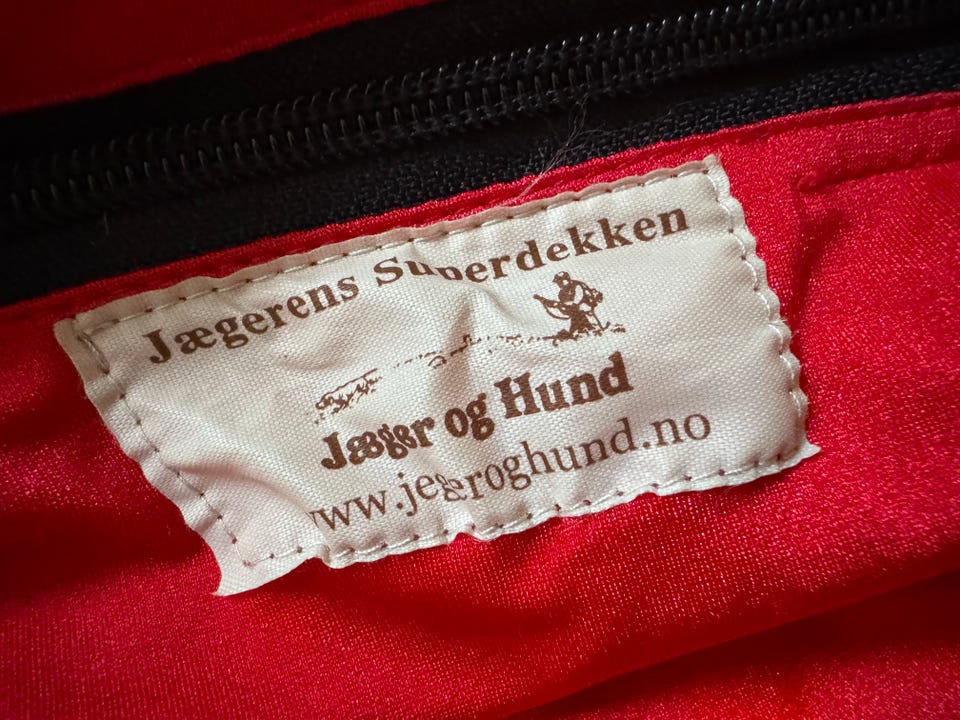 Jægerens Superdekken
Jæger og Hund
www.jegeroghund.no